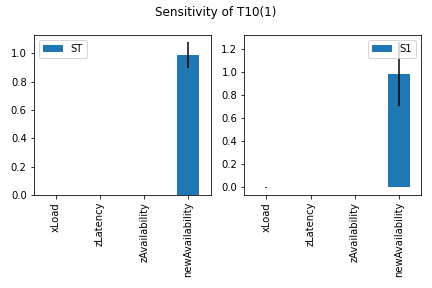 Sensitivity of T10(1)
ST
1.0
0.8
0.6
0.4
0.2
0.0
xLoad
zLatency
zAvailability
newAvailability
S1
1.2
1.0
0.8
0.6
0.4
0.2
0.0
xLoad
zLatency
zAvailability
newAvailability